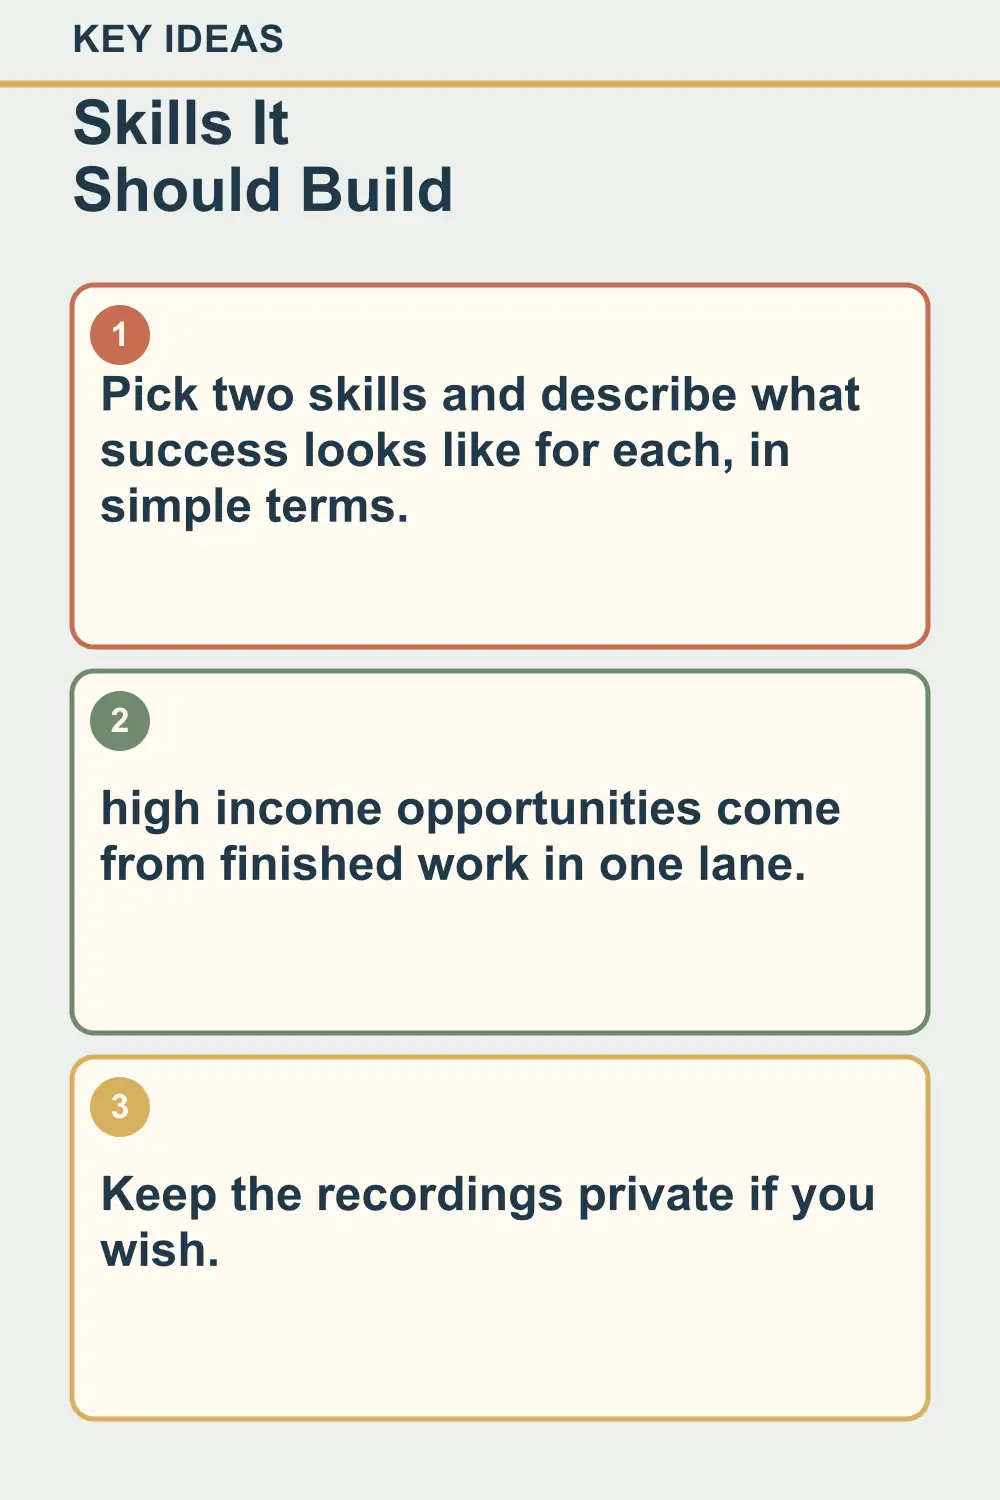 KEY IDEAS
Skills It
Should Build
1
Pick two skills and describe what
success looks like for each, in
simple terms.
2
high income opportunities come
from finished work in one lane.
3
Keep the recordings private if you
wish.